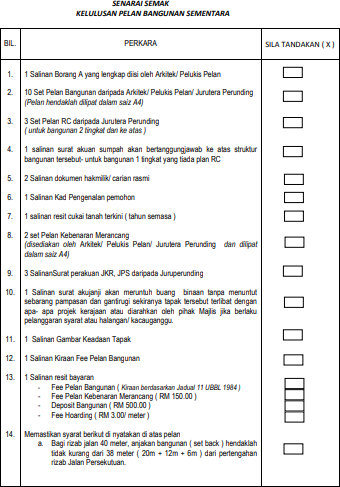 SENARAI SEMAK
KELULUSAN PELAN BANGUNAN SEMENTARA
BIL. PERKARA SILA TANDAKAN ( X )
1. 1 Salinan Borang A yang lengkap diisi oleh Arkitek/ Pelukis Pelan
2. 10 Set Pelan Bangunan daripada Arkitek/ Pelukis Pelan/ Jurutera Perunding
(Pelan hendaklah dilipat dalam saiz A4)
3. 3 Set Pelan RC daripada Jurutera Perunding
( untuk bangunan 2 tingkat dan ke atas )
4. 1 salinan surat akuan sumpah akan bertanggungjawab ke atas struktur
bangunan tersebut- untuk bangunan 1 tingkat yang tiada plan RC
5. 2 Salinan dokumen hakmilik/ carian rasmi
6. 1 Salinan Kad Pengenalan pemohon
7. 1 salinan resit cukai tanah terkini ( tahun semasa )
8. 2 set Pelan Kebenaran Merancang
(disediakan oleh Arkitek/ Pelukis Pelan/ Jurutera Perunding dan dilipat
dalam saiz A4)
9. 3 SalinanSurat perakuan JKR, JPS daripada Juruperunding
10. 1 Salinan surat akujanji akan meruntuh buang binaan tanpa menuntut
sebarang pampasan dan gantirugi sekiranya tapak tersebut terlibat dengan
apa- apa projek kerajaan atau diarahkan oleh pihak Majlis jika berlaku
pelanggaran syarat atau halangan/ kacauganggu.
11. 1 Salinan Gambar Keadaan Tapak
12. 1 Salinan Kiraan Fee Pelan Bangunan
13. 1 Salinan resit bayaran
- Fee Pelan Bangunan ( Kiraan berdasarkan Jadual 11 UBBL 1984 )
- Fee Pelan Kebenaran Merancang ( RM 150.00 )
- Deposit Bangunan ( RM 500.00 )
- Fee Hoarding ( RM 3.00/ meter )
14. Memastikan syarat berikut di nyatakan di atas pelan
a. Bagi rizab jalan 40 meter, anjakan bangunan ( set back ) hendaklah
tidak kurang dari 38 meter ( 20m + 12m + 6m ) dari pertengahan
rizab Jalan Persekutuan.